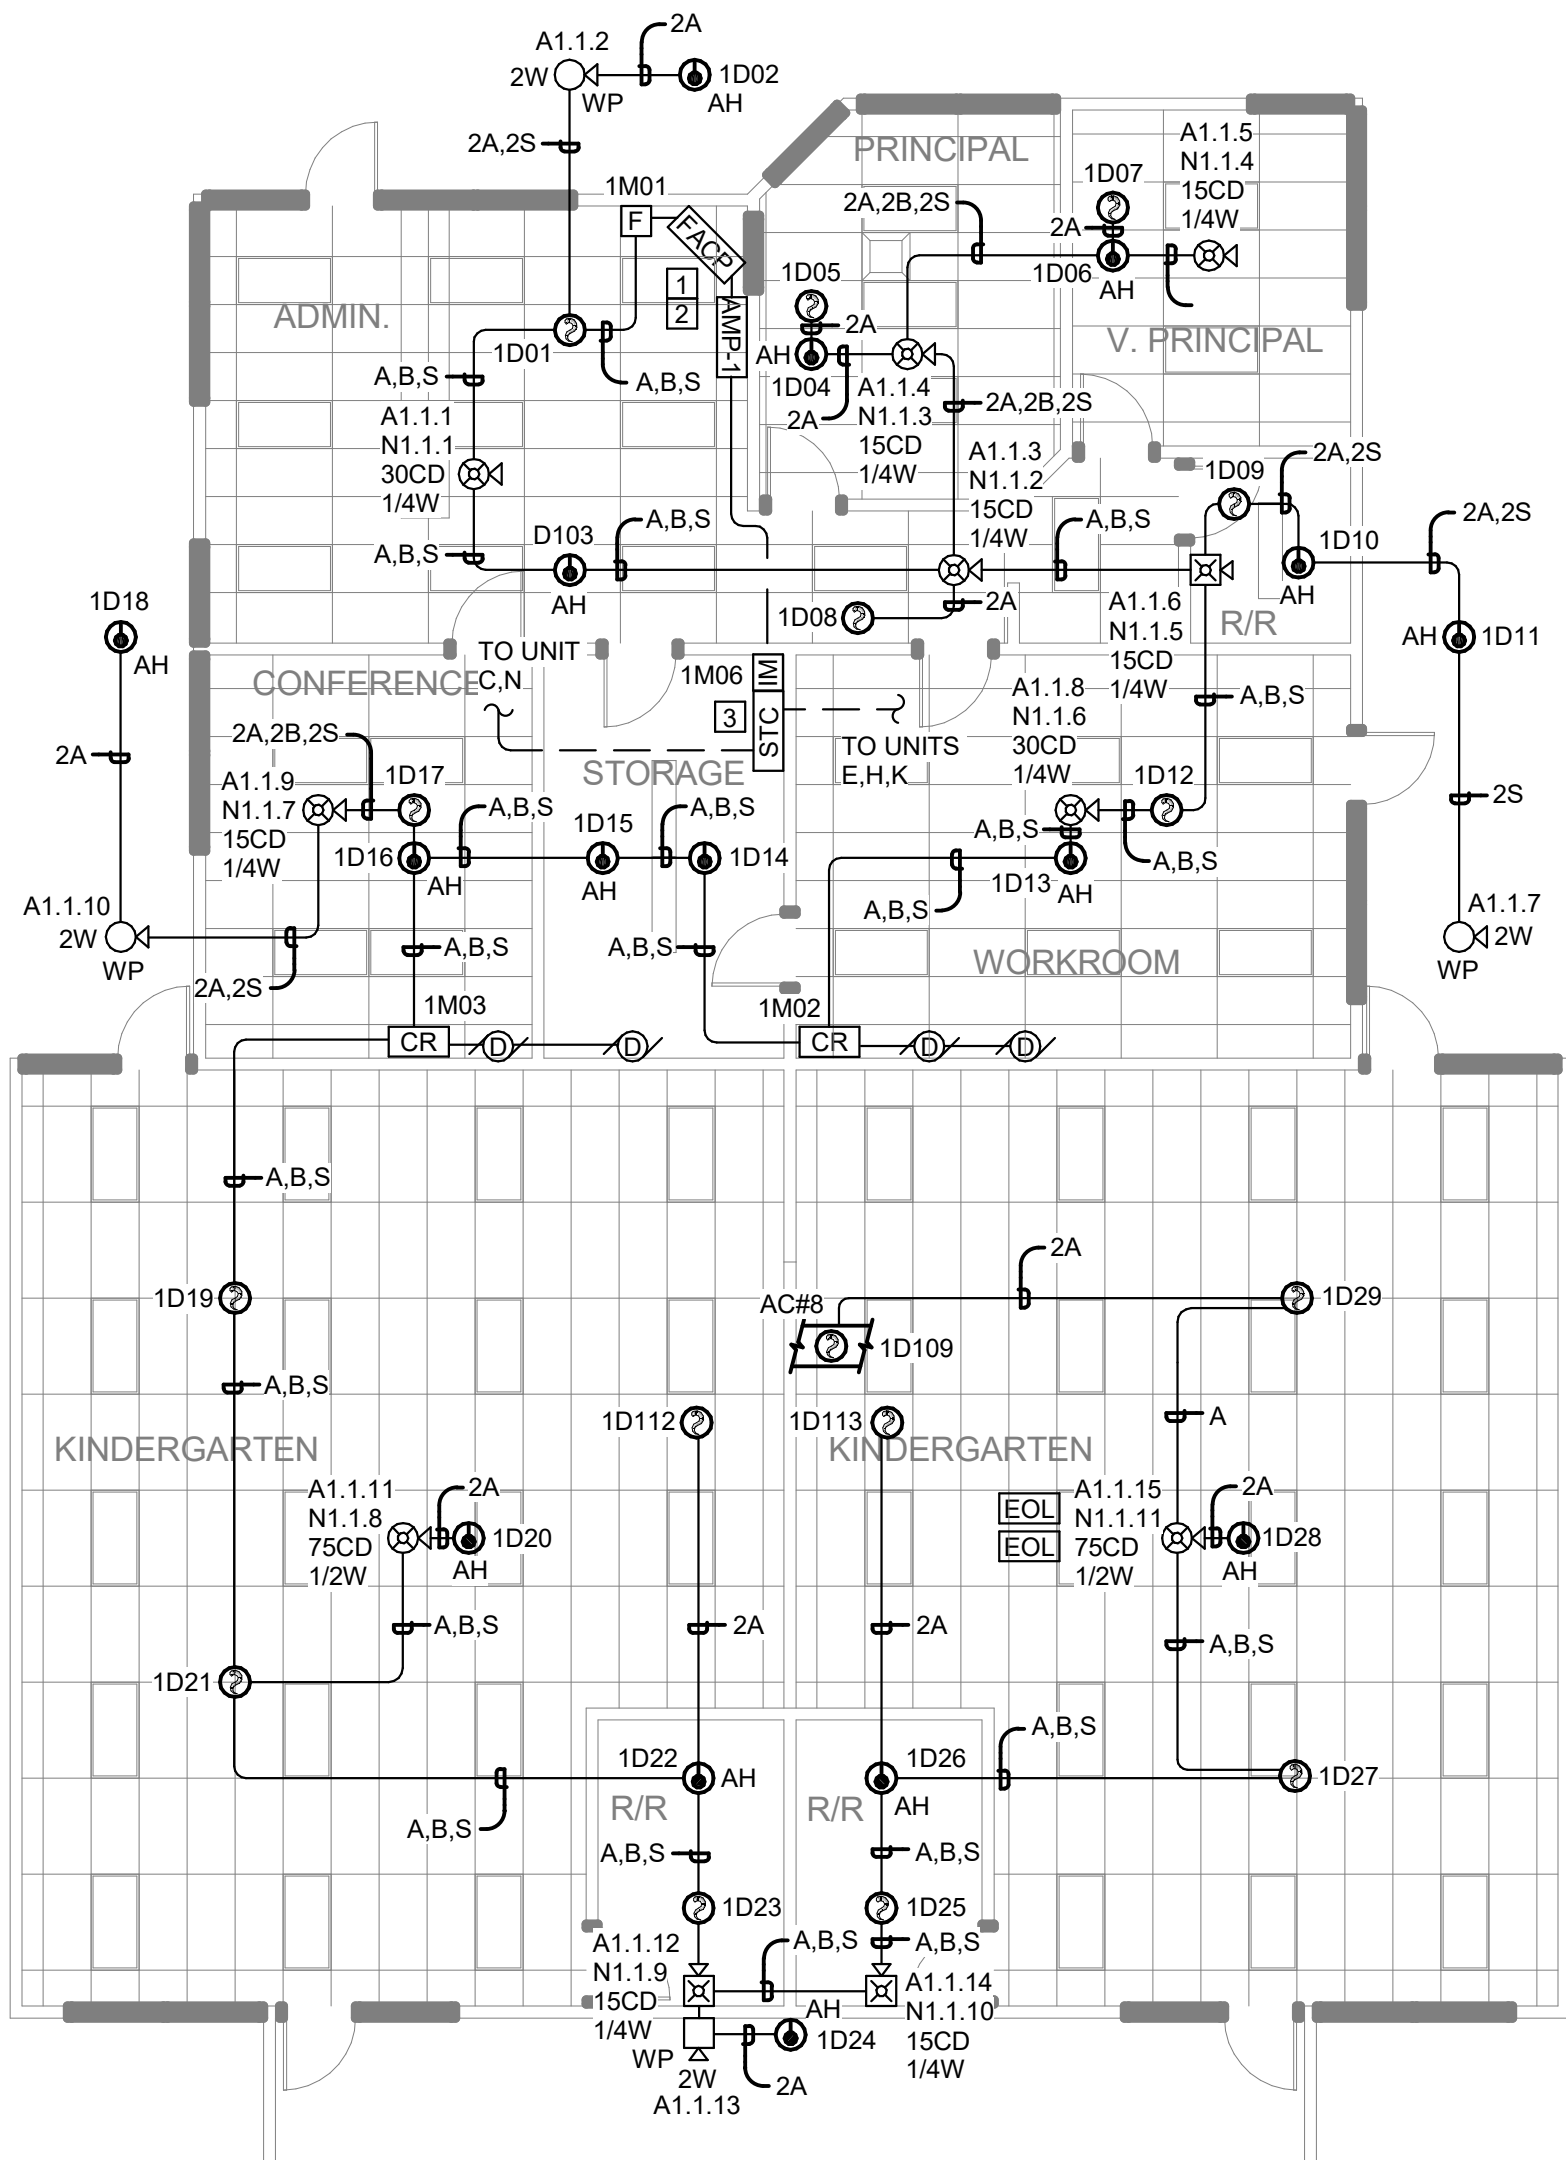 2A
A1.1.2
2W
WP
1D02
AH
2A,2S
1M01
F
FACP
1
2
AMP-1
ADMIN.
1D01
A,B,S
A,B,S
A1.1.1
N1.1.1
30CD
1/4W
A,B,S
D103
AH
A,B,S
PRINCIPAL
2A,2B,2S
1D05
2A
AH
1D04
2A
A1.1.4
N1.1.3
15CD
1/4W
2A,2B,2S
1D07
2A
1D06
AH
A1.1.5
N1.1.4
15CD
1/4W
V. PRINCIPAL
A1.1.3
N1.1.2
15CD
1/4W
A,B,S
1D08
2A
1D09
2A,2S
1D10
AH
2A,2S
AH
1D11
R/R
A1.1.6
N1.1.5
15CD
1/4W
A,B,S
2S
A1.1.7
2W
WP
1D18
AH
2A
A1.1.10
2W
WP
CONFERENCE
TO UNIT
C,N
1M06
IM
STC
3
TO UNITS
E,H,K
STORAGE
2A,2B,2S
1D17
A1.1.9
N1.1.7
15CD
1/4W
1D16
AH
A,B,S
1D15
AH
A,B,S
1D14
A,B,S
A,B,S
2A,2S
A1.1.8
N1.1.6
30CD
1/4W
1D12
A,B,S
A,B,S
1D13
AH
A,B,S
WORKROOM
1M03
CR
D
D
1M02
CR
D
D
A,B,S
1D19
A,B,S
KINDERGARTEN
A1.1.11
N1.1.8
75CD
1/2W
2A
1D20
AH
A,B,S
1D21
A,B,S
1D112
2A
1D22
AH
R/R
A,B,S
1D23
A1.1.12
N1.1.9
15CD
1/4W
WP
2W
A1.1.13
A,B,S
AH
1D24
2A
AC#8
1D109
2A
1D29
1D113
KINDERGARTEN
A
EOL
EOL
A1.1.15
N1.1.11
75CD
1/2W
2A
1D28
AH
2A
A,B,S
1D26
AH
R/R
A,B,S
1D27
A,B,S
1D25
A,B,S
A1.1.14
N1.1.10
15CD
1/4W